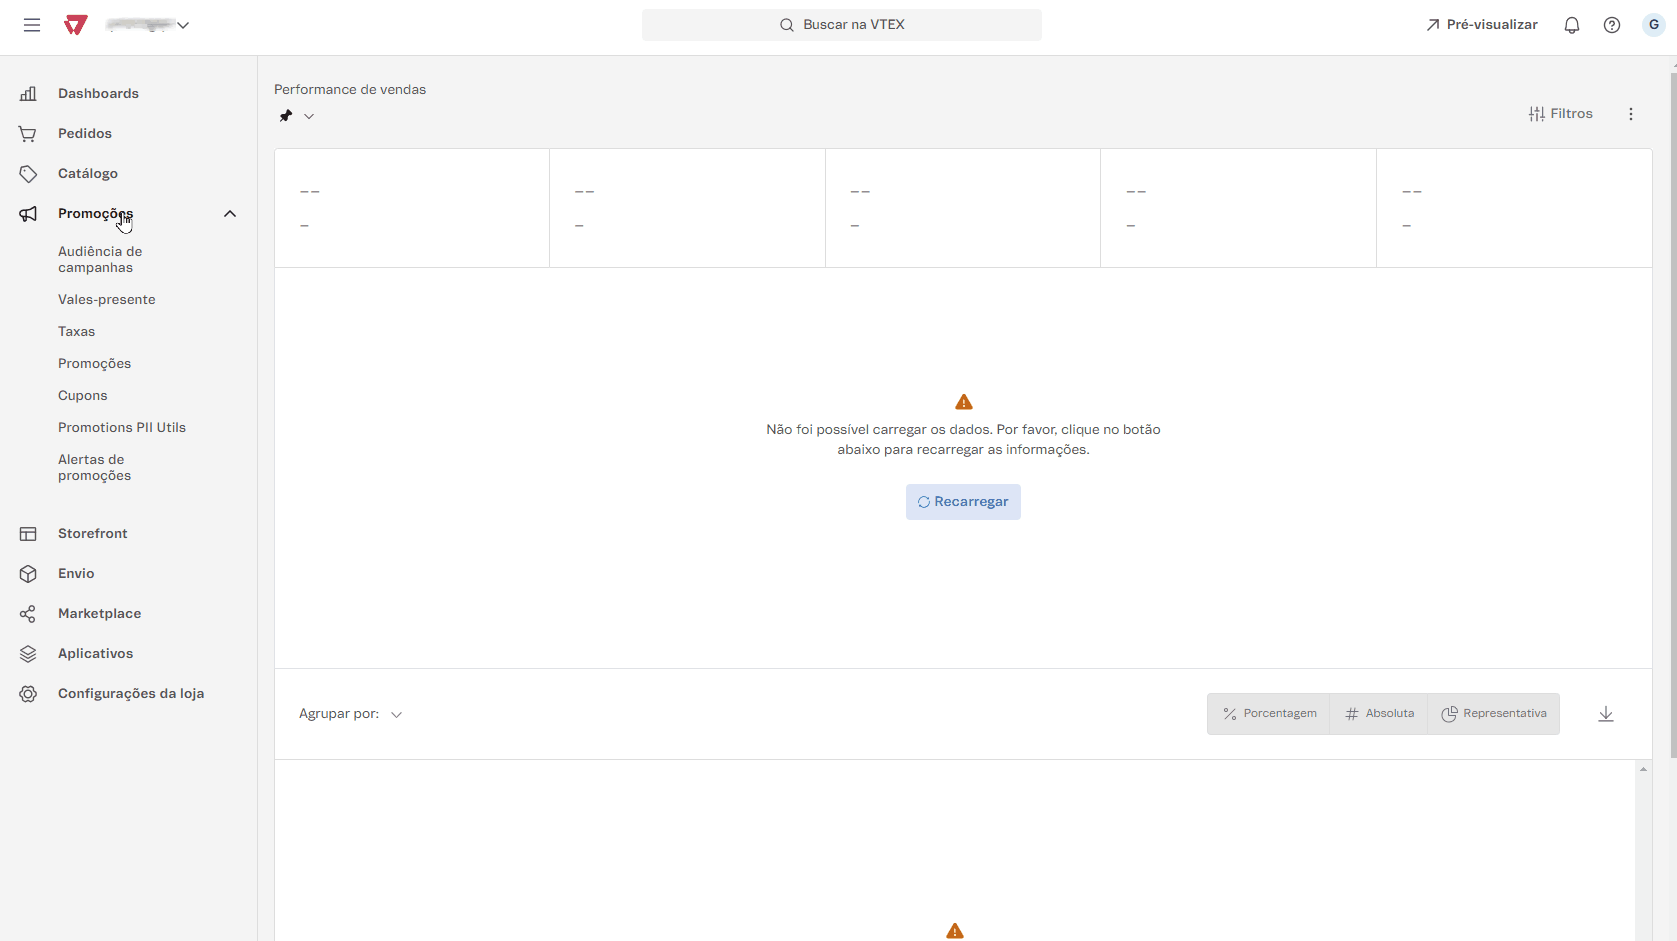 Buscar na VTEX
Pré-visualizar
G
Dashboards
Pedidos
Catálogo
Promoções
Audiência de
campanhas
Vales-presente
Taxas
Promoções
Cupons
Promotions PII Utils
Alertas de
promoções
Storefront
Envio
Marketplace
Aplicativos
Configurações da loja
Performance de vendas
Filtros
-- -- -- -- --
- - - - -
Não foi possível carregar os dados. Por favor, clique no botão
abaixo para recarregar as informações.
Recarregar
Agrupar por:
Porcentagem
Absoluta
Representativa